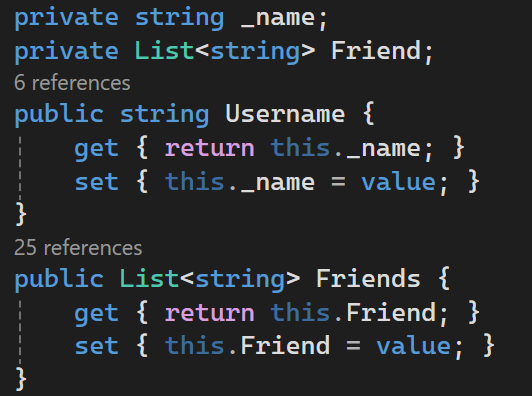 private string _name;
private List<string> Friend;
6 references
public string Username {
    get { return this._name; }
    set { this._name = value; }
}
25 references
public List<string> Friends {
    get { return this.Friend; }
    set { this.Friend = value; }
}